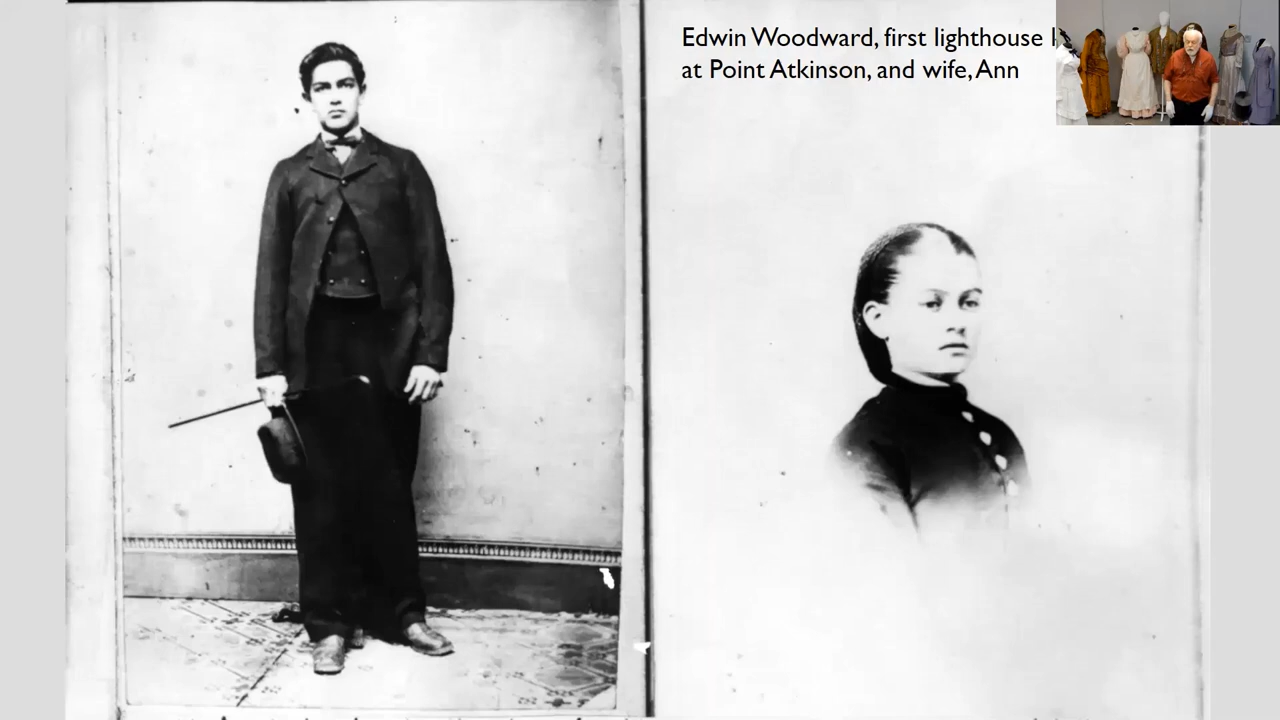 Edwin Woodward, first lighthouse
at Point Atkinson, and wife, Ann